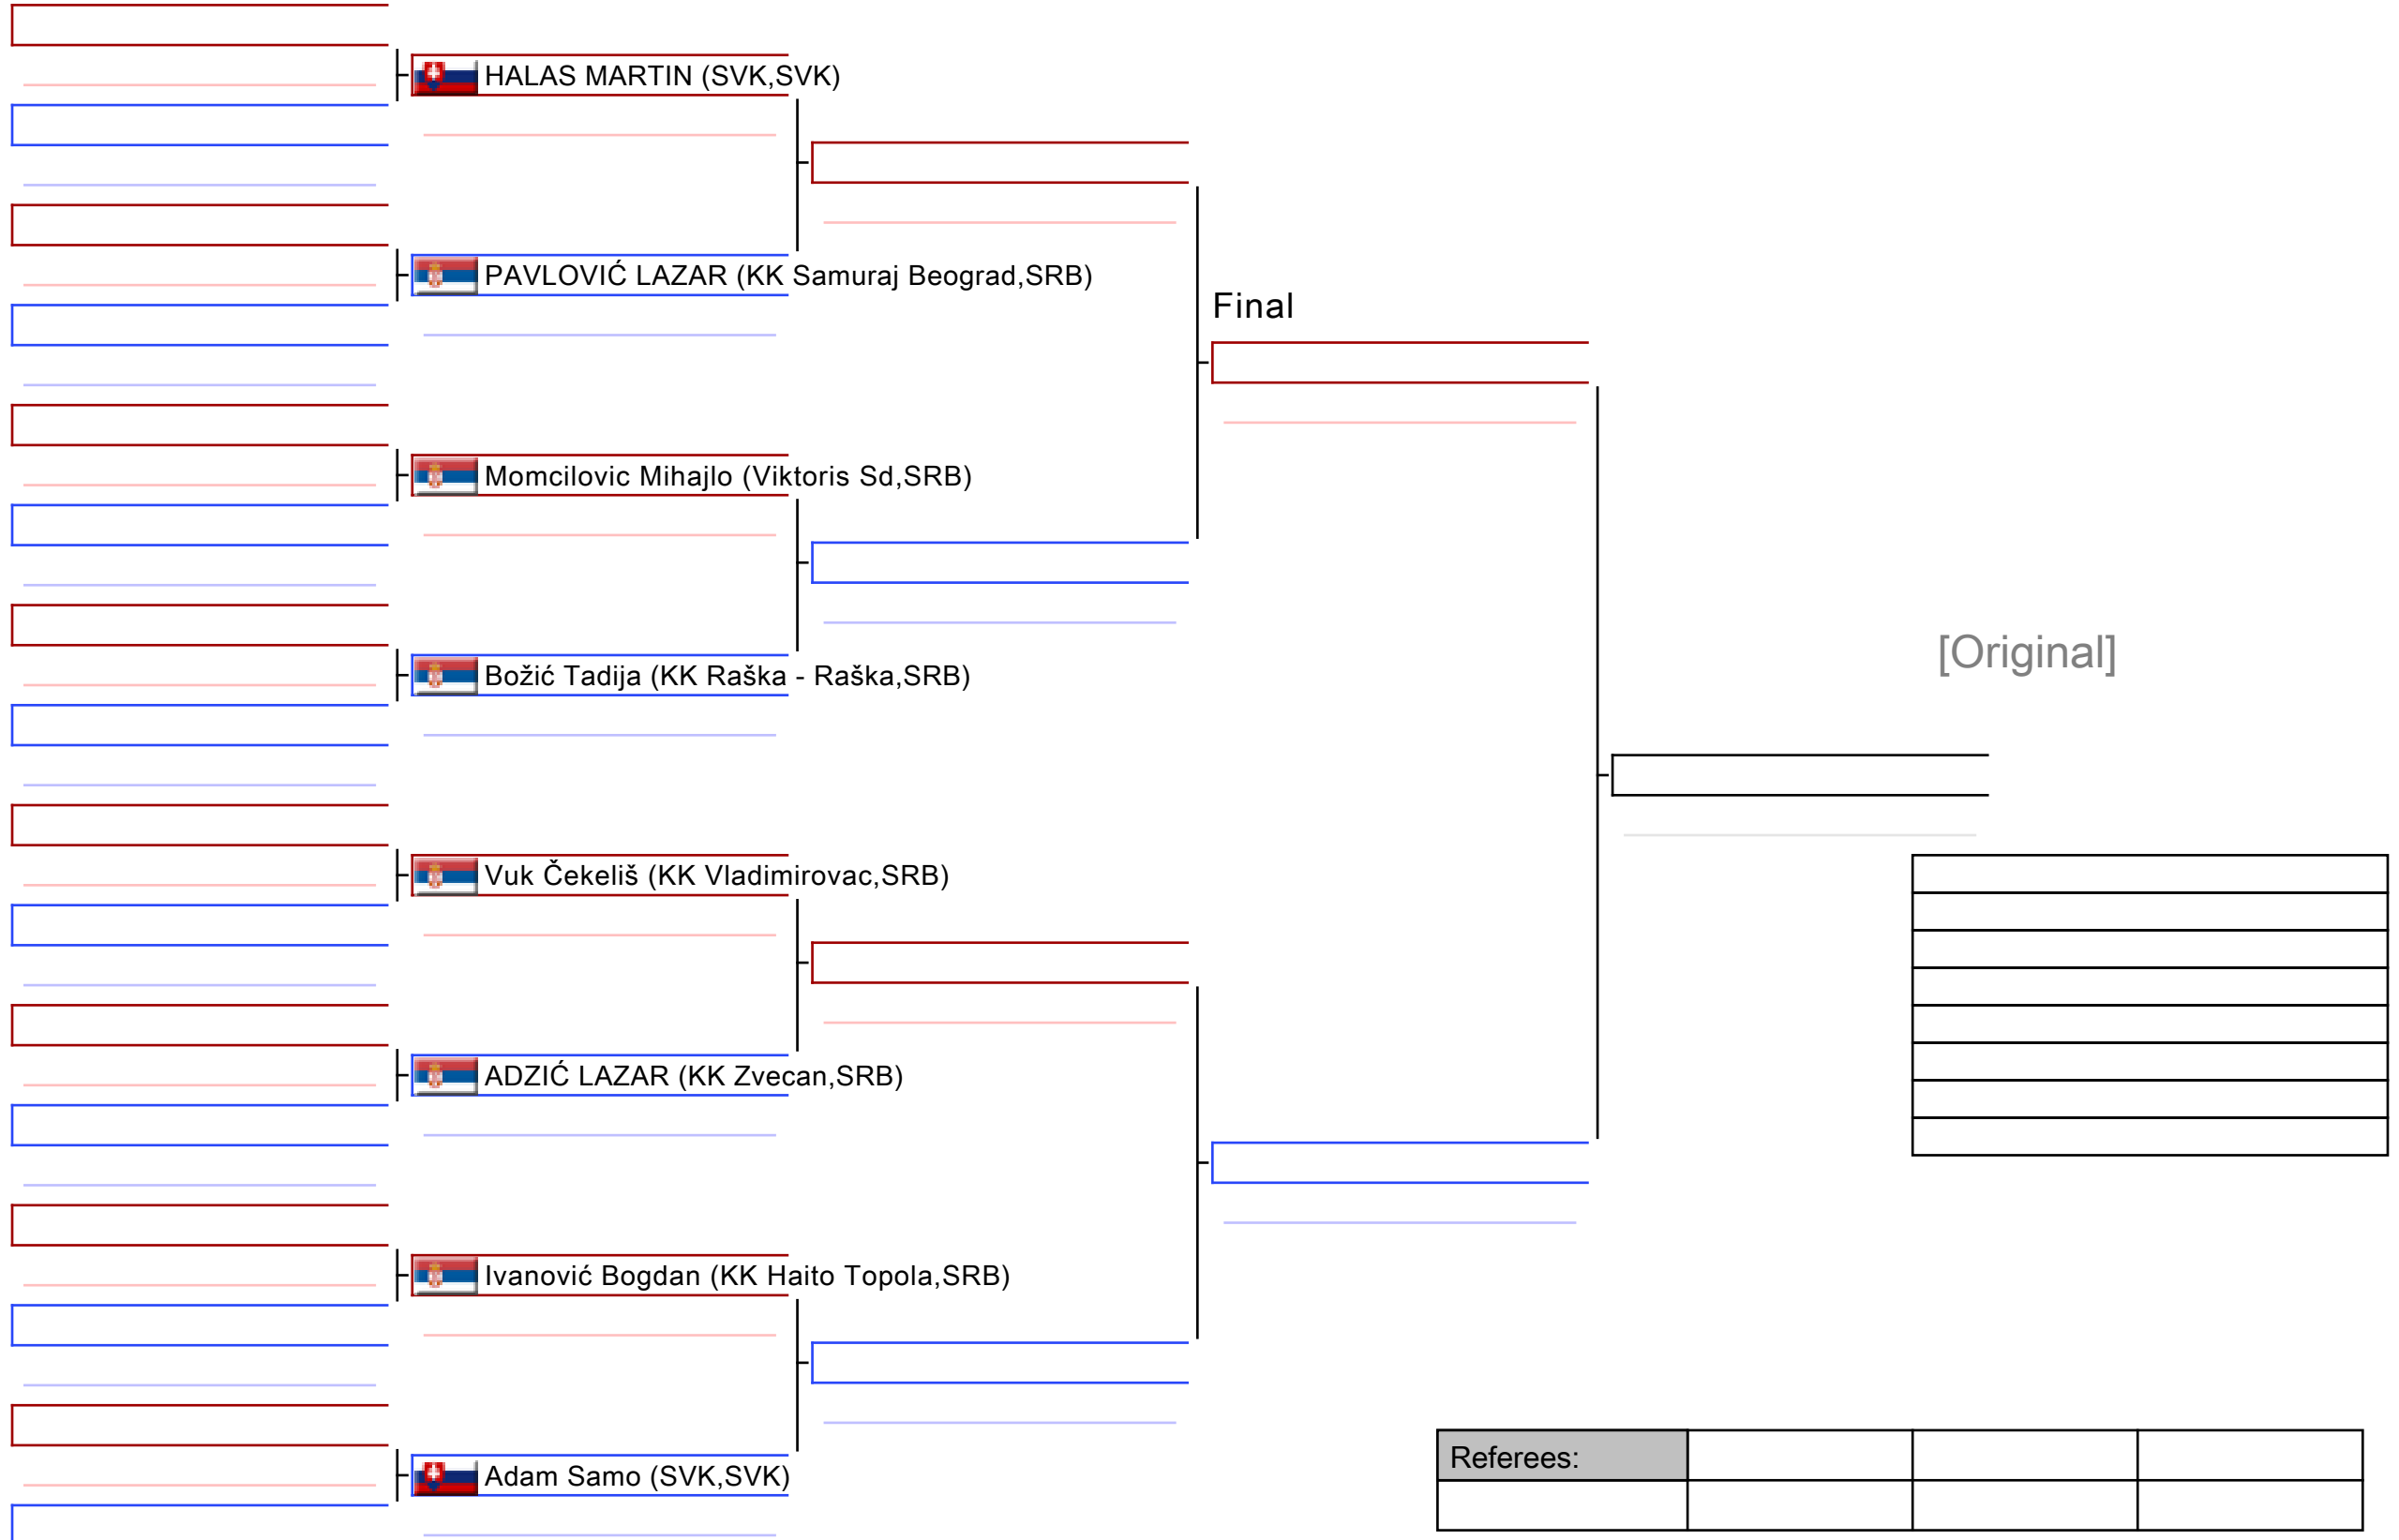 HALAS MARTIN (SVK,SVK)
PAVLOVIĆ LAZAR (KK Samuraj Beograd,SRB)
Final
Momcilovic Mihajlo (Viktoris Sd,SRB)
[Original]
Božić Tadija (KK Raška - Raška,SRB)
Vuk Čekeliš (KK Vladimirovac,SRB)
ADZIĆ LAZAR (KK Zvecan,SRB)
Ivanović Bogdan (KK Haito Topola,SRB)
Referees:
Adam Samo (SVK,SVK)